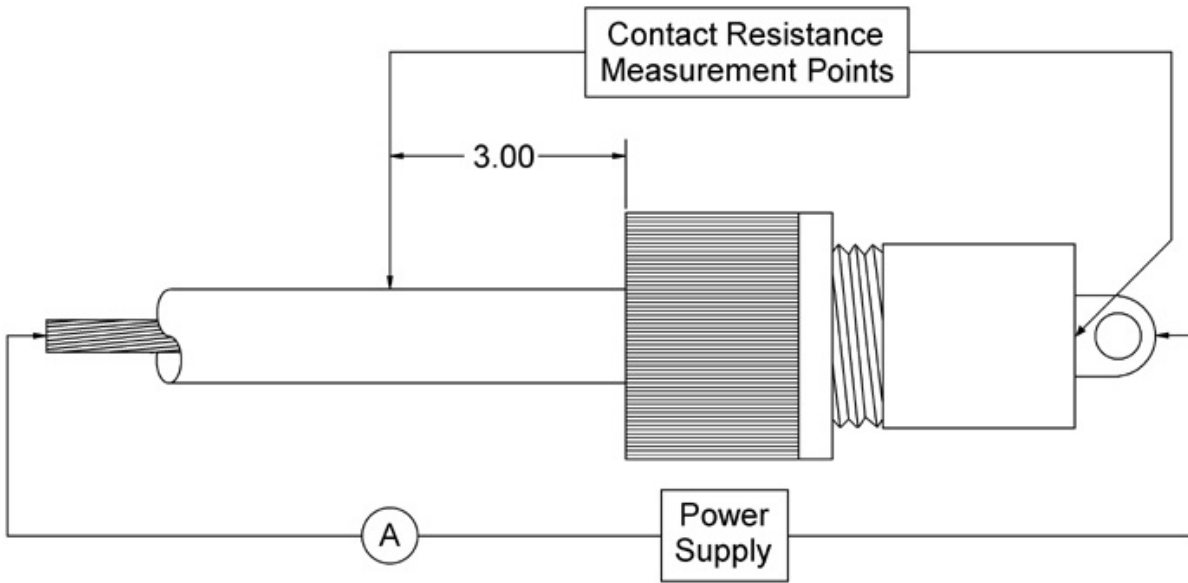 Contact Resistance
Measurement Points
3.00
A
Power
Supply